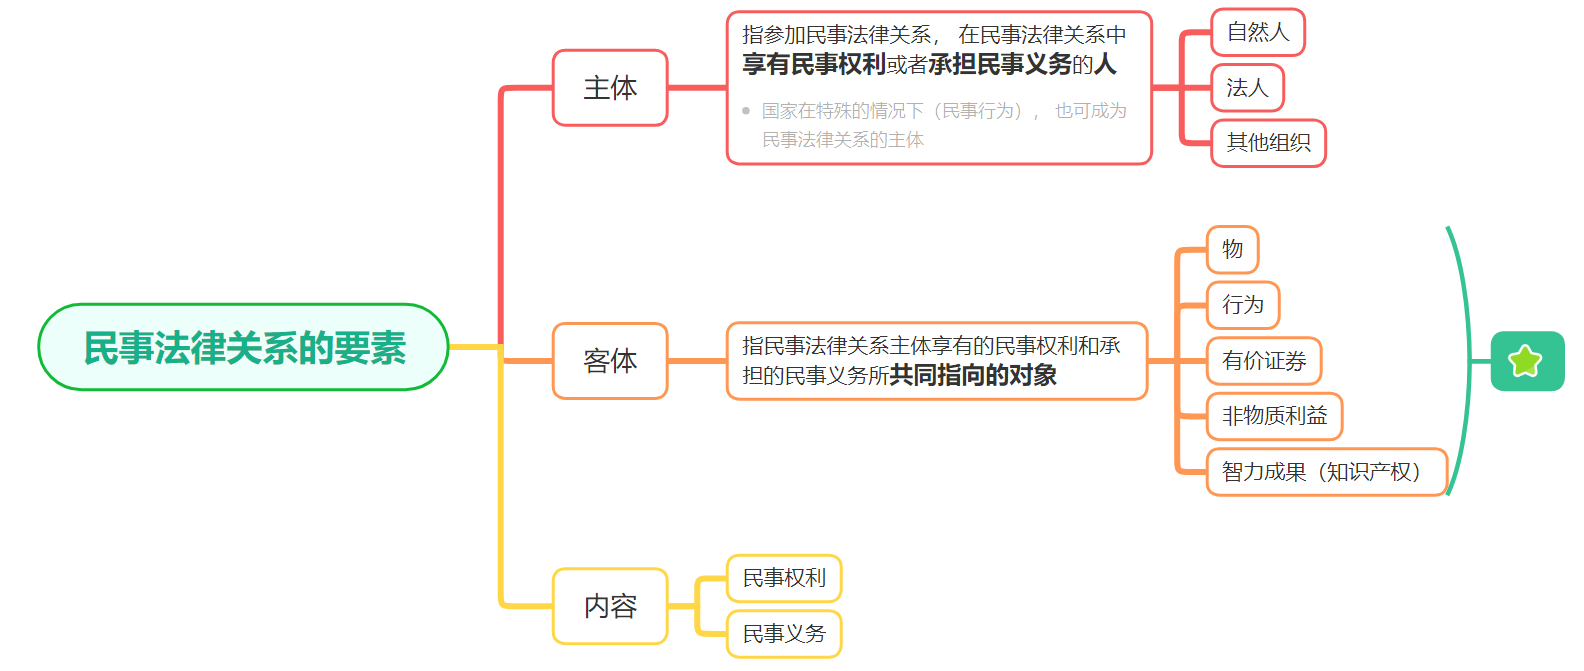 民事法律关系的要素
主体
指参加民事法律关系， 在民事法律关系中
享有民事权利或者承担民事义务的人
国家在特殊的情况下（民事行为）， 也可成为
民事法律关系的主体
自然人
法人
其他组织
客体
指民事法律关系主体享有的民事权利和承
担的民事义务所共同指向的对象
物
行为
有价证券
非物质利益
智力成果（知识产权）
内容
民事权利
民事义务